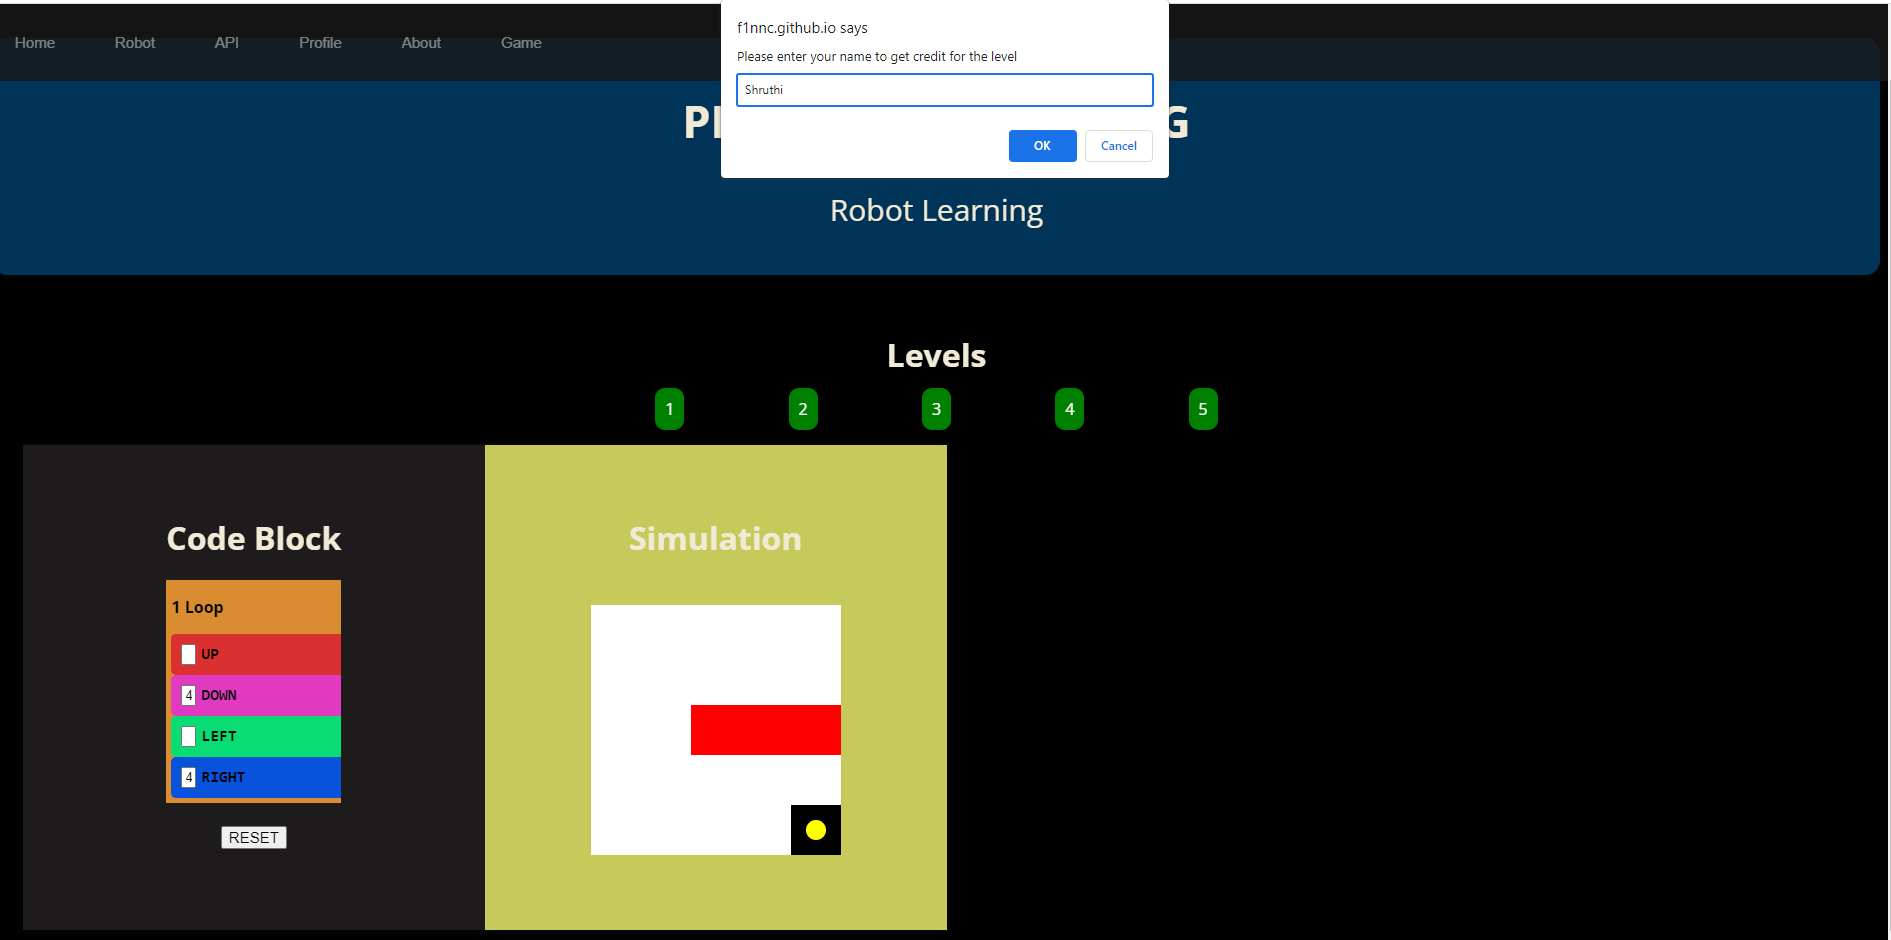 f1nnc.github.io says
Please enter your name to get credit for the level
Shruthi
OK Cancel
Home Robot API Profile About Game
Robot Learning
Levels
1 2 3 4 5
Code Block
1 Loop
UP
4 DOWN
LEFT
4 RIGHT
RESET
Simulation